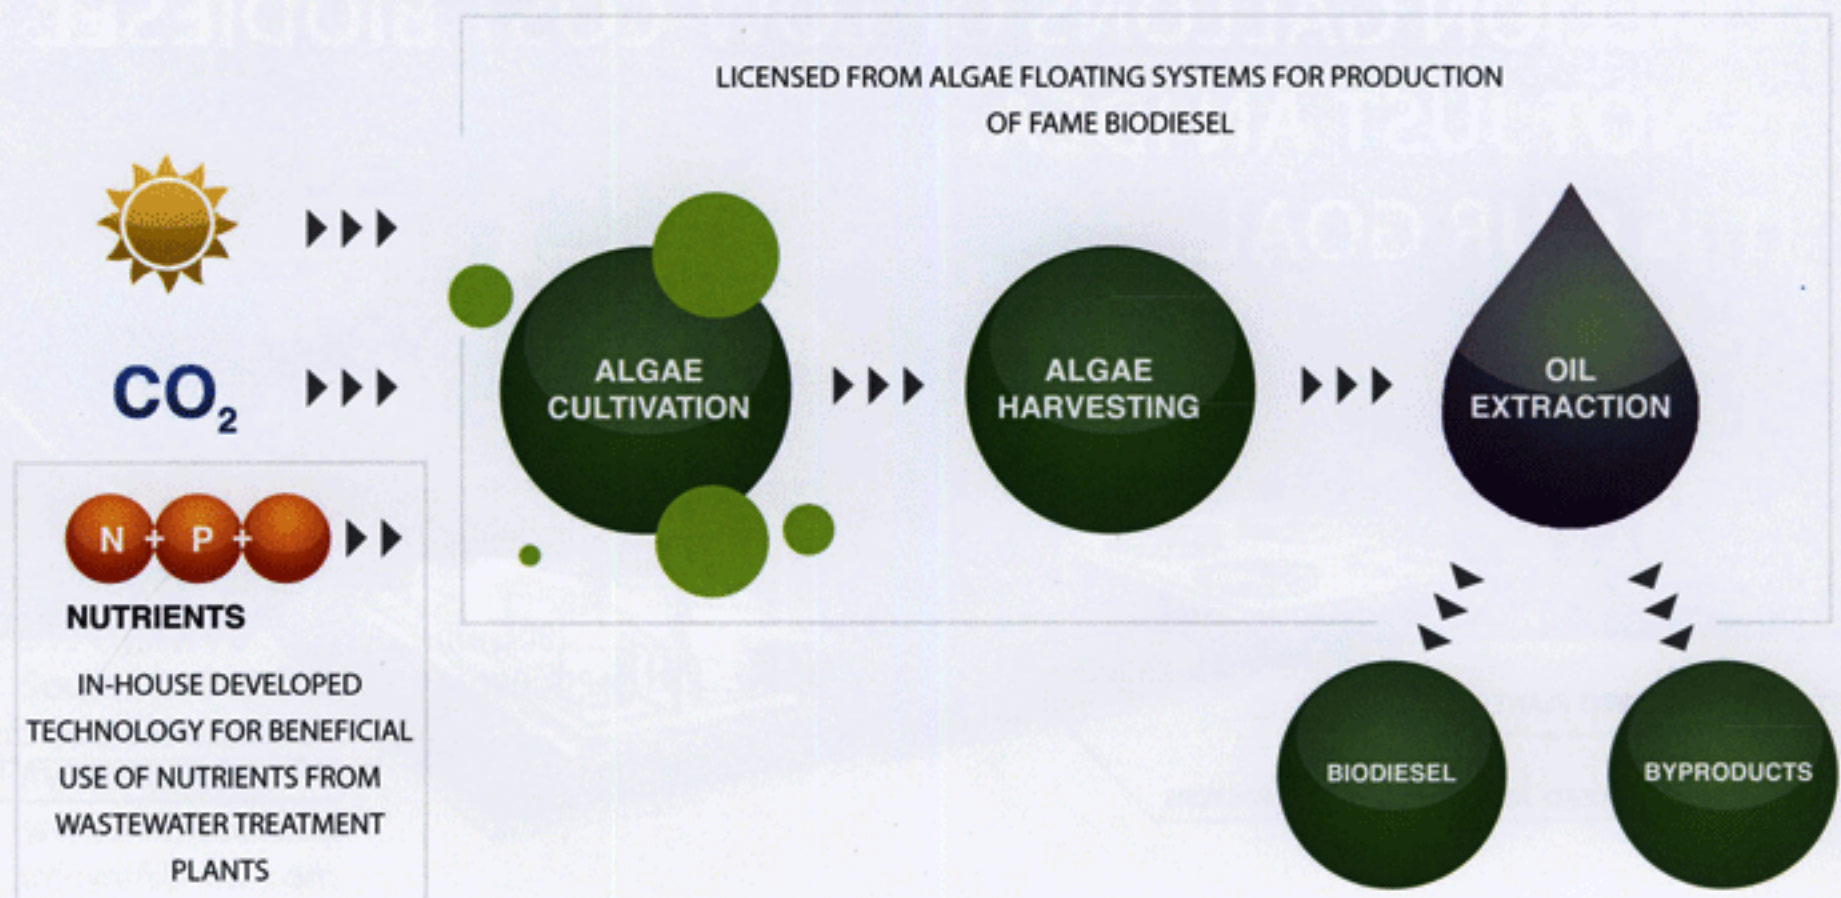 LICENSED FROM ALGAE FLOATING SYSTEMS FOR PRODUCTION
OF FAME BIODIESEL
CO₂
ALGAE
CULTIVATION
ALGAE
HARVESTING
OIL
EXTRACTION
N + P +
NUTRIENTS
IN-HOUSE DEVELOPED
TECHNOLOGY FOR BENEFICIAL
USE OF NUTRIENTS FROM
WASTEWATER TREATMENT
PLANTS
BIODIESEL
BYPRODUCTS